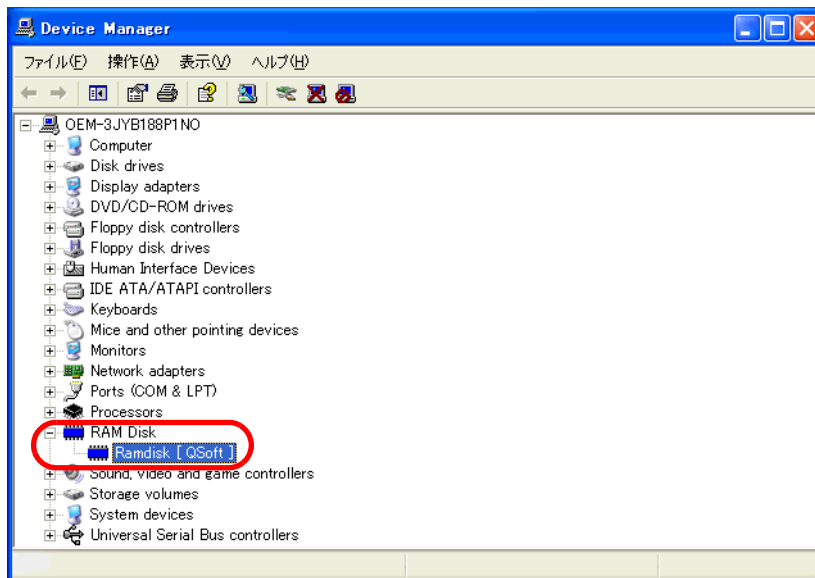 Device Manager
ファイル(F) 操作(A) 表示(V) ヘルプ(H)
OEM-3JYB188P1NO
Computer
Disk drives
Display adapters
DVD/CD-ROM drives
Floppy disk controllers
Floppy disk drives
Human Interface Devices
IDE ATA/ATAPI controllers
Keyboards
Mice and other pointing devices
Monitors
Network adapters
Ports (COM & LPT)
Processors
RAM Disk
Ramdisk [ QSoft ]
Sound, video and game controllers
Storage volumes
System devices
Universal Serial Bus controllers